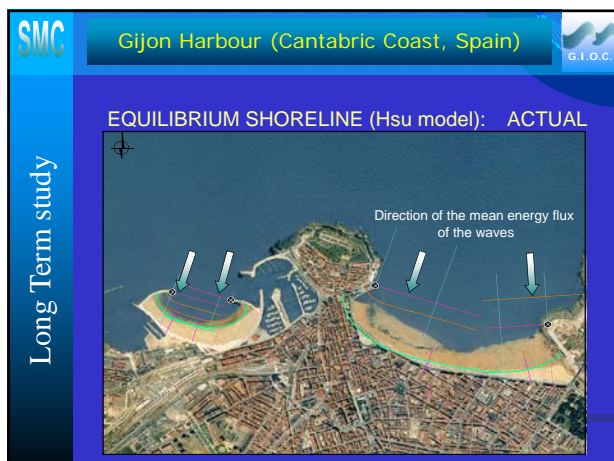 SMC
Gijon Harbour (Cantabric Coast, Spain)
G.I.O.C.
Long Term study
EQUILIBRIUM SHORELINE (Hsu model): ACTUAL
Direction of the mean energy flux
of the waves